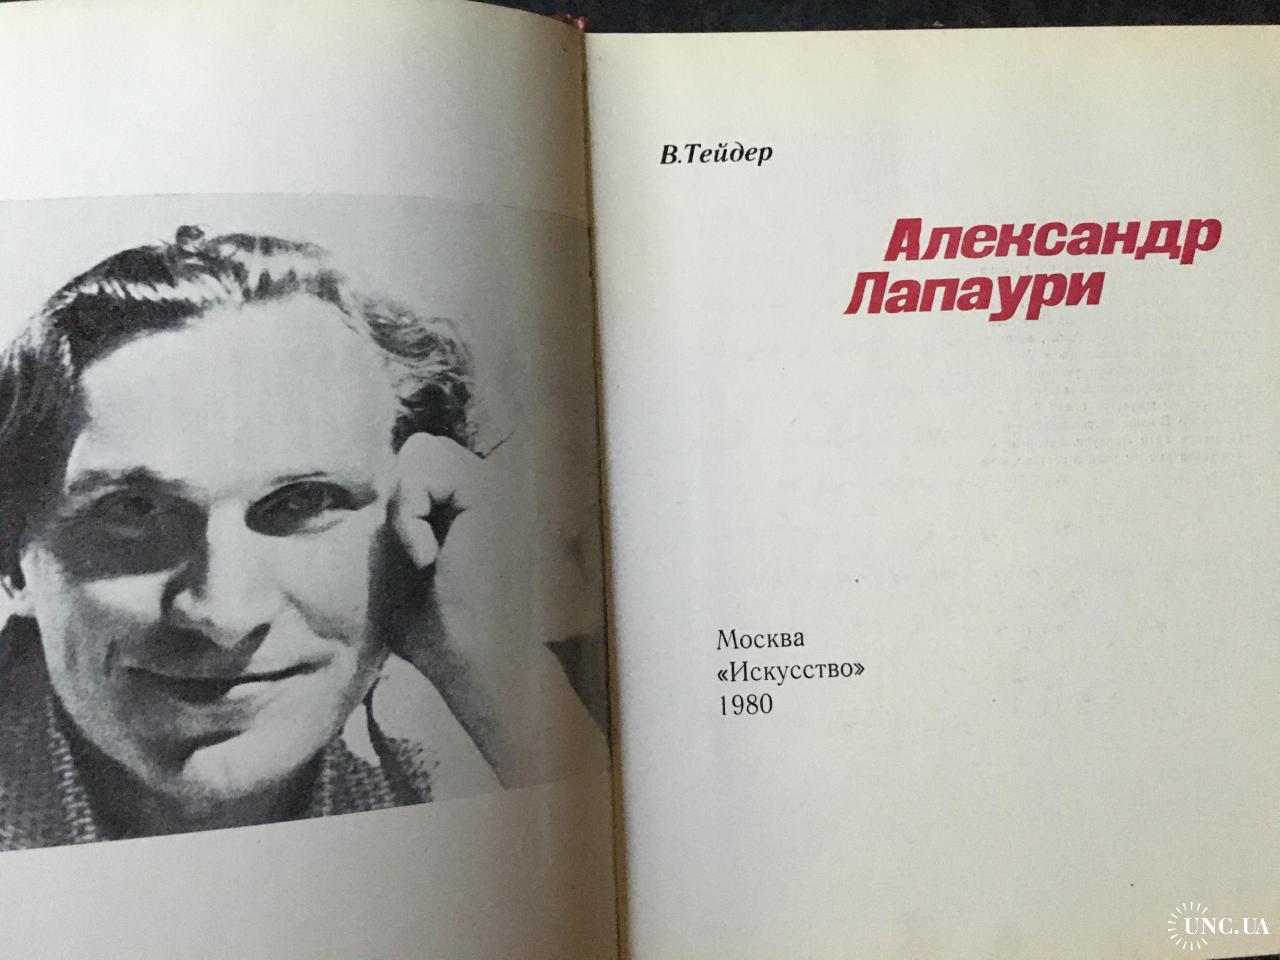 В.Тейдер
Александр
Лапаури
Москва
«Искусство»
1980
UNC.UA